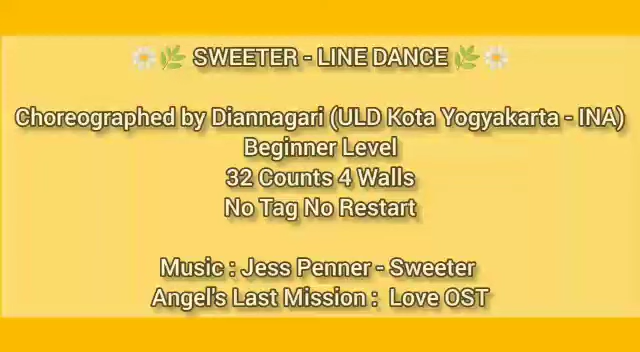 🌼🌿 SWEETER - LINE DANCE 🌿🌼
Choreographed by Diannagari (ULD Kota Yogyakarta - INA)
Beginner Level
32 Counts 4 Walls
No Tag No Restart
Music : Jess Penner - Sweeter
Angel's Last Mission :  Love OST